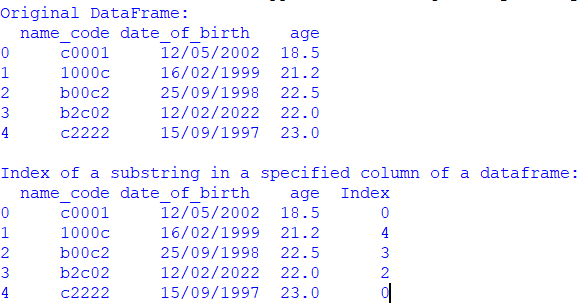 Original DataFrame:
  name_code date_of_birth   age
0     c0001    12/05/2002  18.5
1     1000c    16/02/1999  21.2
2     b00c2    25/09/1998  22.5
3     b2c02    12/02/2022  22.0
4     c2222    15/09/1997  23.0
Index of a substring in a specified column of a dataframe:
  name_code date_of_birth   age  Index
0     c0001    12/05/2002  18.5      0
1     1000c    16/02/1999  21.2      4
2     b00c2    25/09/1998  22.5      3
3     b2c02    12/02/2022  22.0      2
4     c2222    15/09/1997  23.0      0